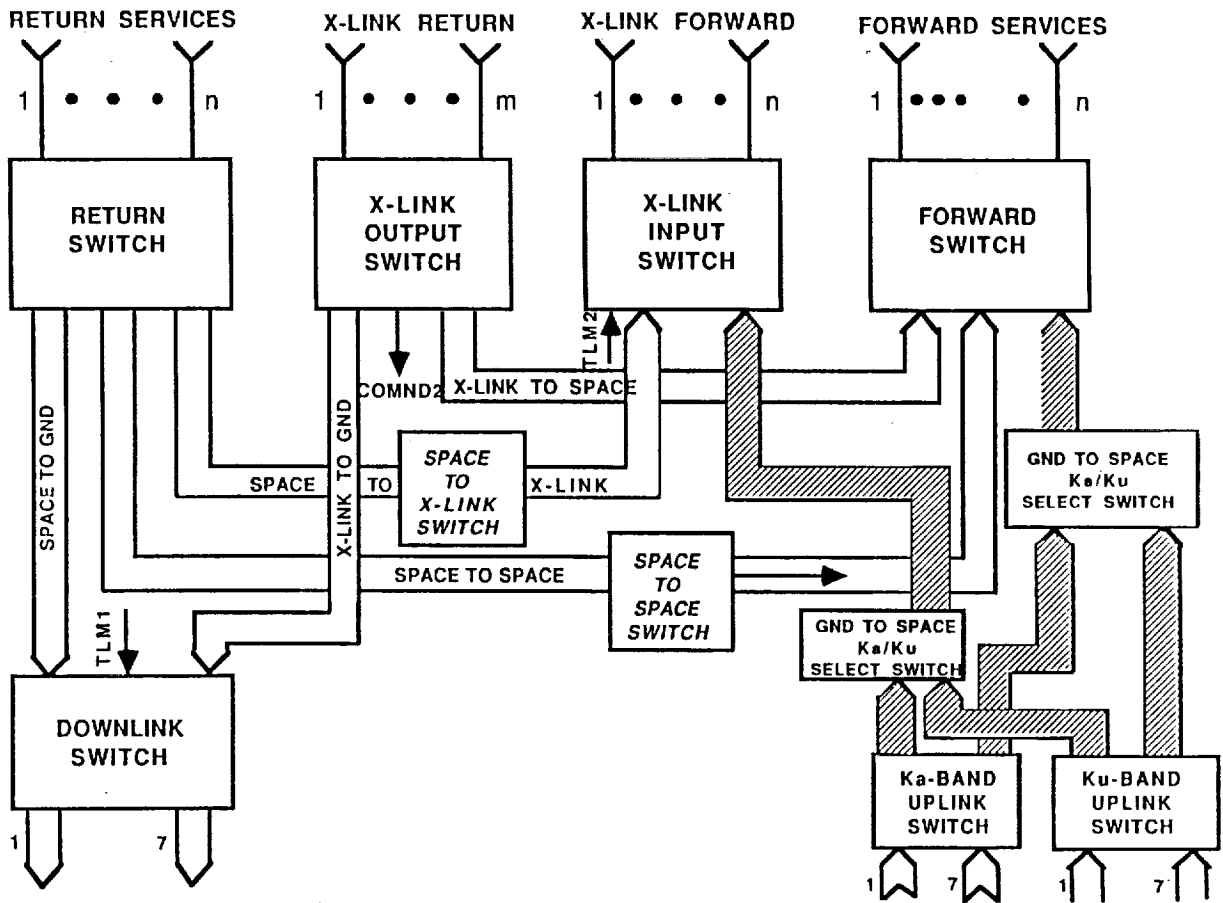 RETURN SERVICES
X-LINK RETURN
X-LINK FORWARD
FORWARD SERVICES
1 • • • n
1 • • • m
1 • • • n
1 ••• • n
RETURN
SWITCH
X-LINK
OUTPUT
SWITCH
X-LINK
INPUT
SWITCH
FORWARD
SWITCH
TLM2
COMND2
X-LINK TO SPACE
SPACE TO GND
X-LINK TO GND
SPACE TO
SPACE
TO
X-LINK
SWITCH
X-LINK
GND TO SPACE
Ka/Ku
SELECT SWITCH
SPACE TO SPACE
SPACE
TO
SPACE
SWITCH
TLM1
GND TO SPACE
Ka/Ku
SELECT SWITCH
DOWNLINK
SWITCH
Ka-BAND
UPLINK
SWITCH
Ku-BAND
UPLINK
SWITCH
1 7
1 7
1 7